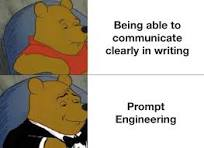 Being able to
communicate
clearly in writing
Prompt
Engineering